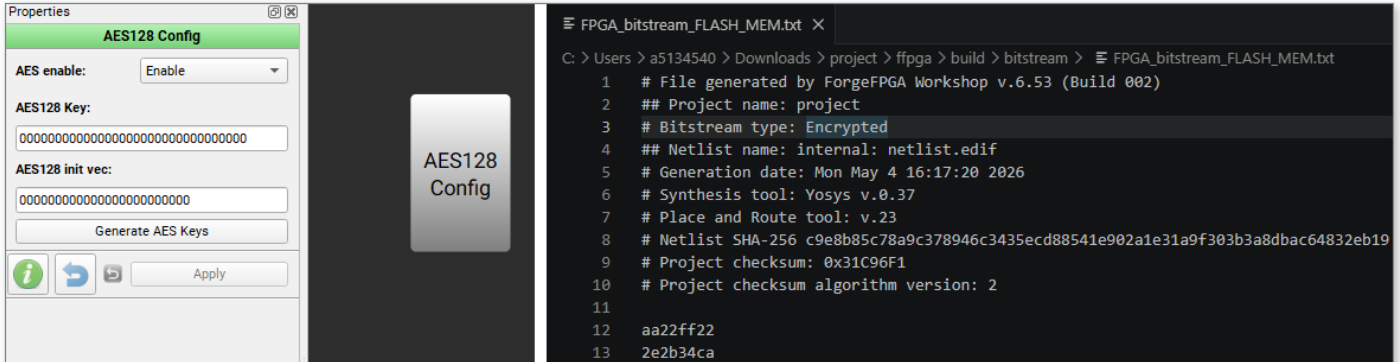 Properties
AES128 Config
AES enable: Enable
AES128 Key:
00000000000000000000000000000000
AES128 init vec:
000000000000000000000000
Generate AES Keys
Apply
AES128
Config
FPGA_bitstream_FLASH_MEM.txt
C: > Users > a5134540 > Downloads > project > ffpga > build > bitstream > FPGA_bitstream_FLASH_MEM.txt
1 # File generated by ForgeFPGA Workshop v.6.53 (Build 002)
2 ## Project name: project
3 # Bitstream type: Encrypted
4 ## Netlist name: internal: netlist.edif
5 # Generation date: Mon May 4 16:17:20 2026
6 # Synthesis tool: Yosys v.0.37
7 # Place and Route tool: v.23
8 # Netlist SHA-256 c9e8b85c78a9c378946c3435ecd88541e902a1e31a9f303b3a8dbac64832eb19
9 # Project checksum: 0x31C96F1
10 # Project checksum algorithm version: 2
11
12 aa22ff22
13 2e2b34ca